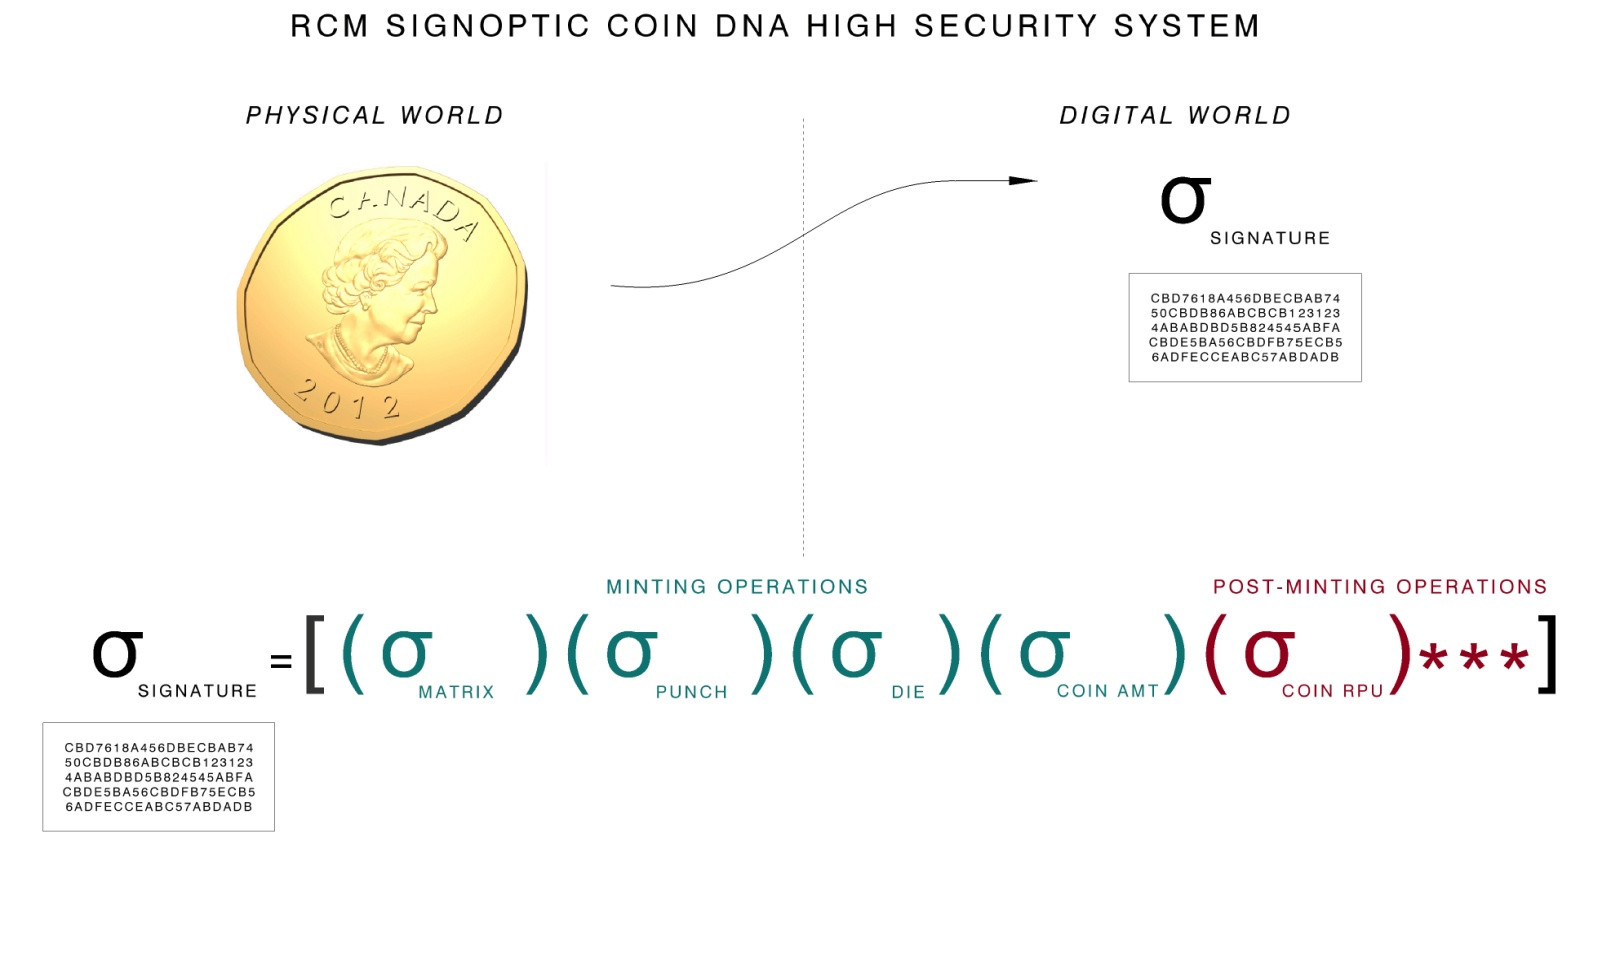 RCM SIGNOPTIC COIN DNA HIGH SECURITY SYSTEM
PHYSICAL WORLD
DIGITAL WORLD
CANADA
2012
σ SIGNATURE
CBD7618A456DBECBAB74
50CBDB86ABCBCB123123
4ABABDBD5B824545ABFA
CBDE5BA56CBDFB75ECB5
6ADFECCEABC57ABDADB
MINTING OPERATIONS
POST-MINTING OPERATIONS
σ SIGNATURE = [(σ MATRIX)(σ PUNCH)(σ DIE)(σ COIN AMT)(σ COIN RPU)***]
CBD7618A456DBECBAB74
50CBDB86ABCBCB123123
4ABABDBD5B824545ABFA
CBDE5BA56CBDFB75ECB5
6ADFECCEABC57ABDADB